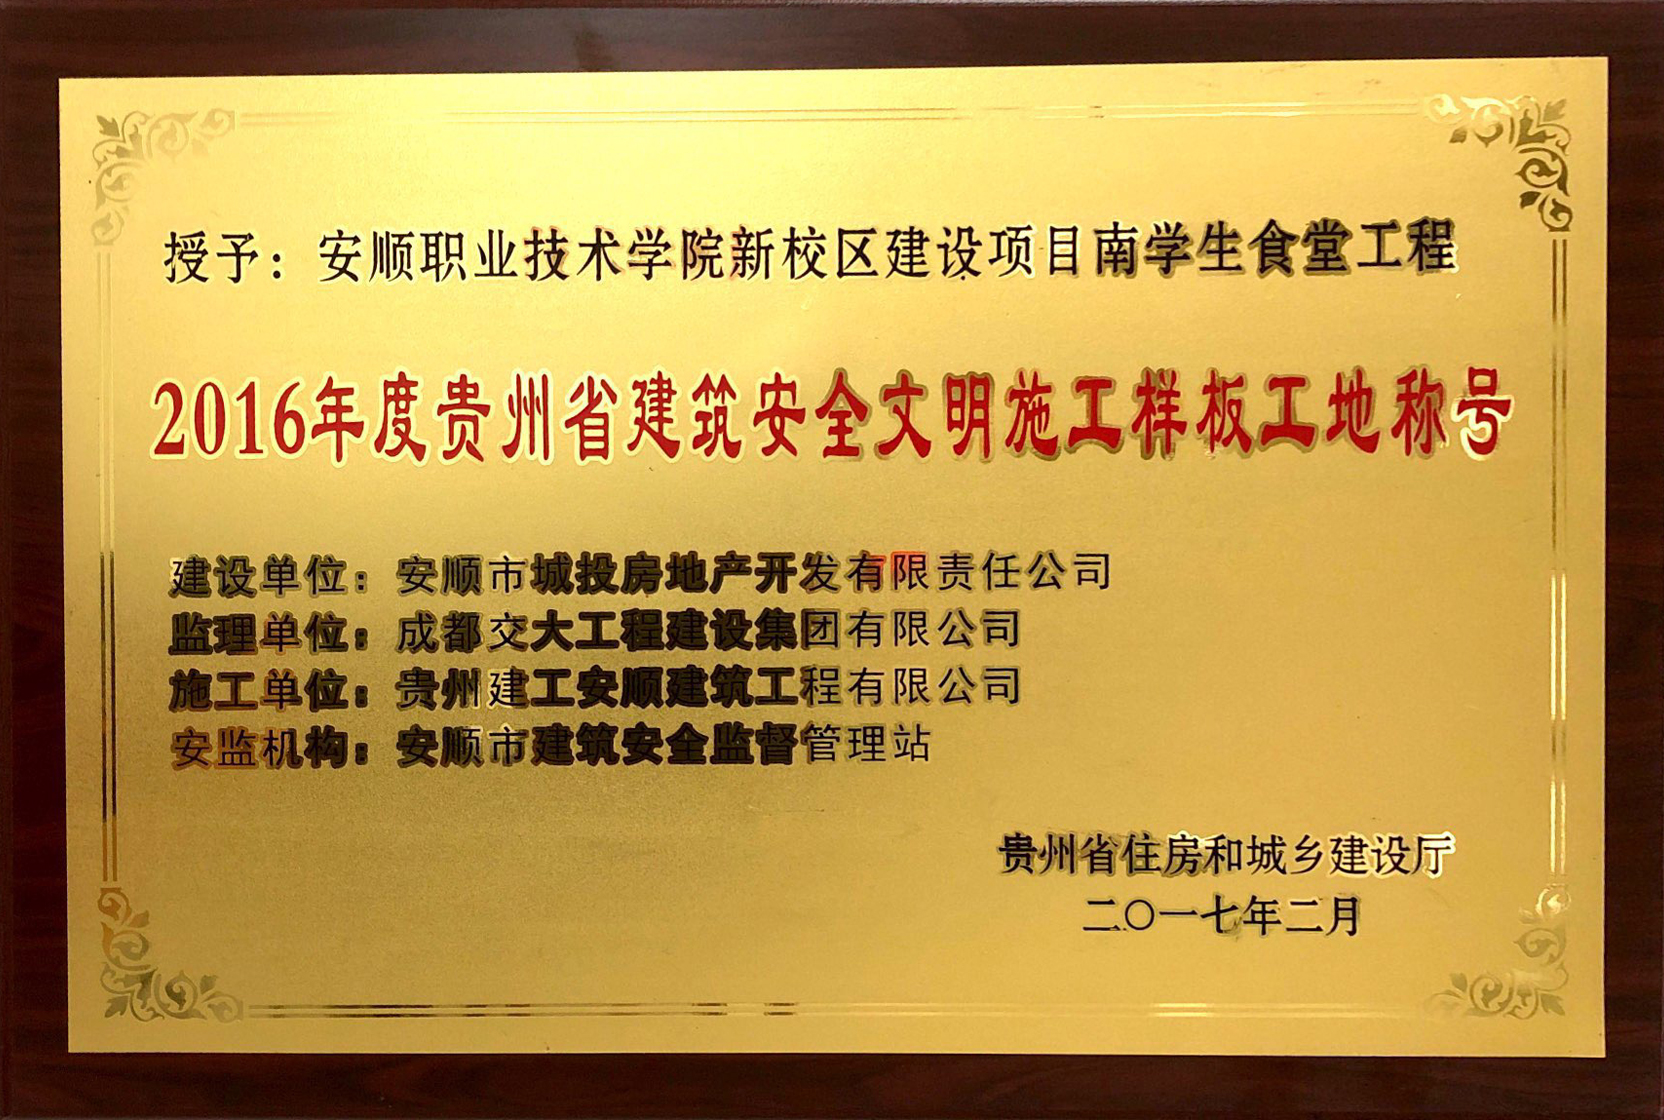 授予：安顺职业技术学院新校区建设项目南学生食堂工程
2016年度贵州省建筑安全文明施工样板工地称号
建设单位：安顺市城投房地产开发有限责任公司
监理单位：成都交大工程建设集团有限公司
施工单位：贵州建工安顺建筑工程有限公司
安监机构：安顺市建筑安全监督管理站
贵州省住房和城乡建设厅
二〇一七年二月